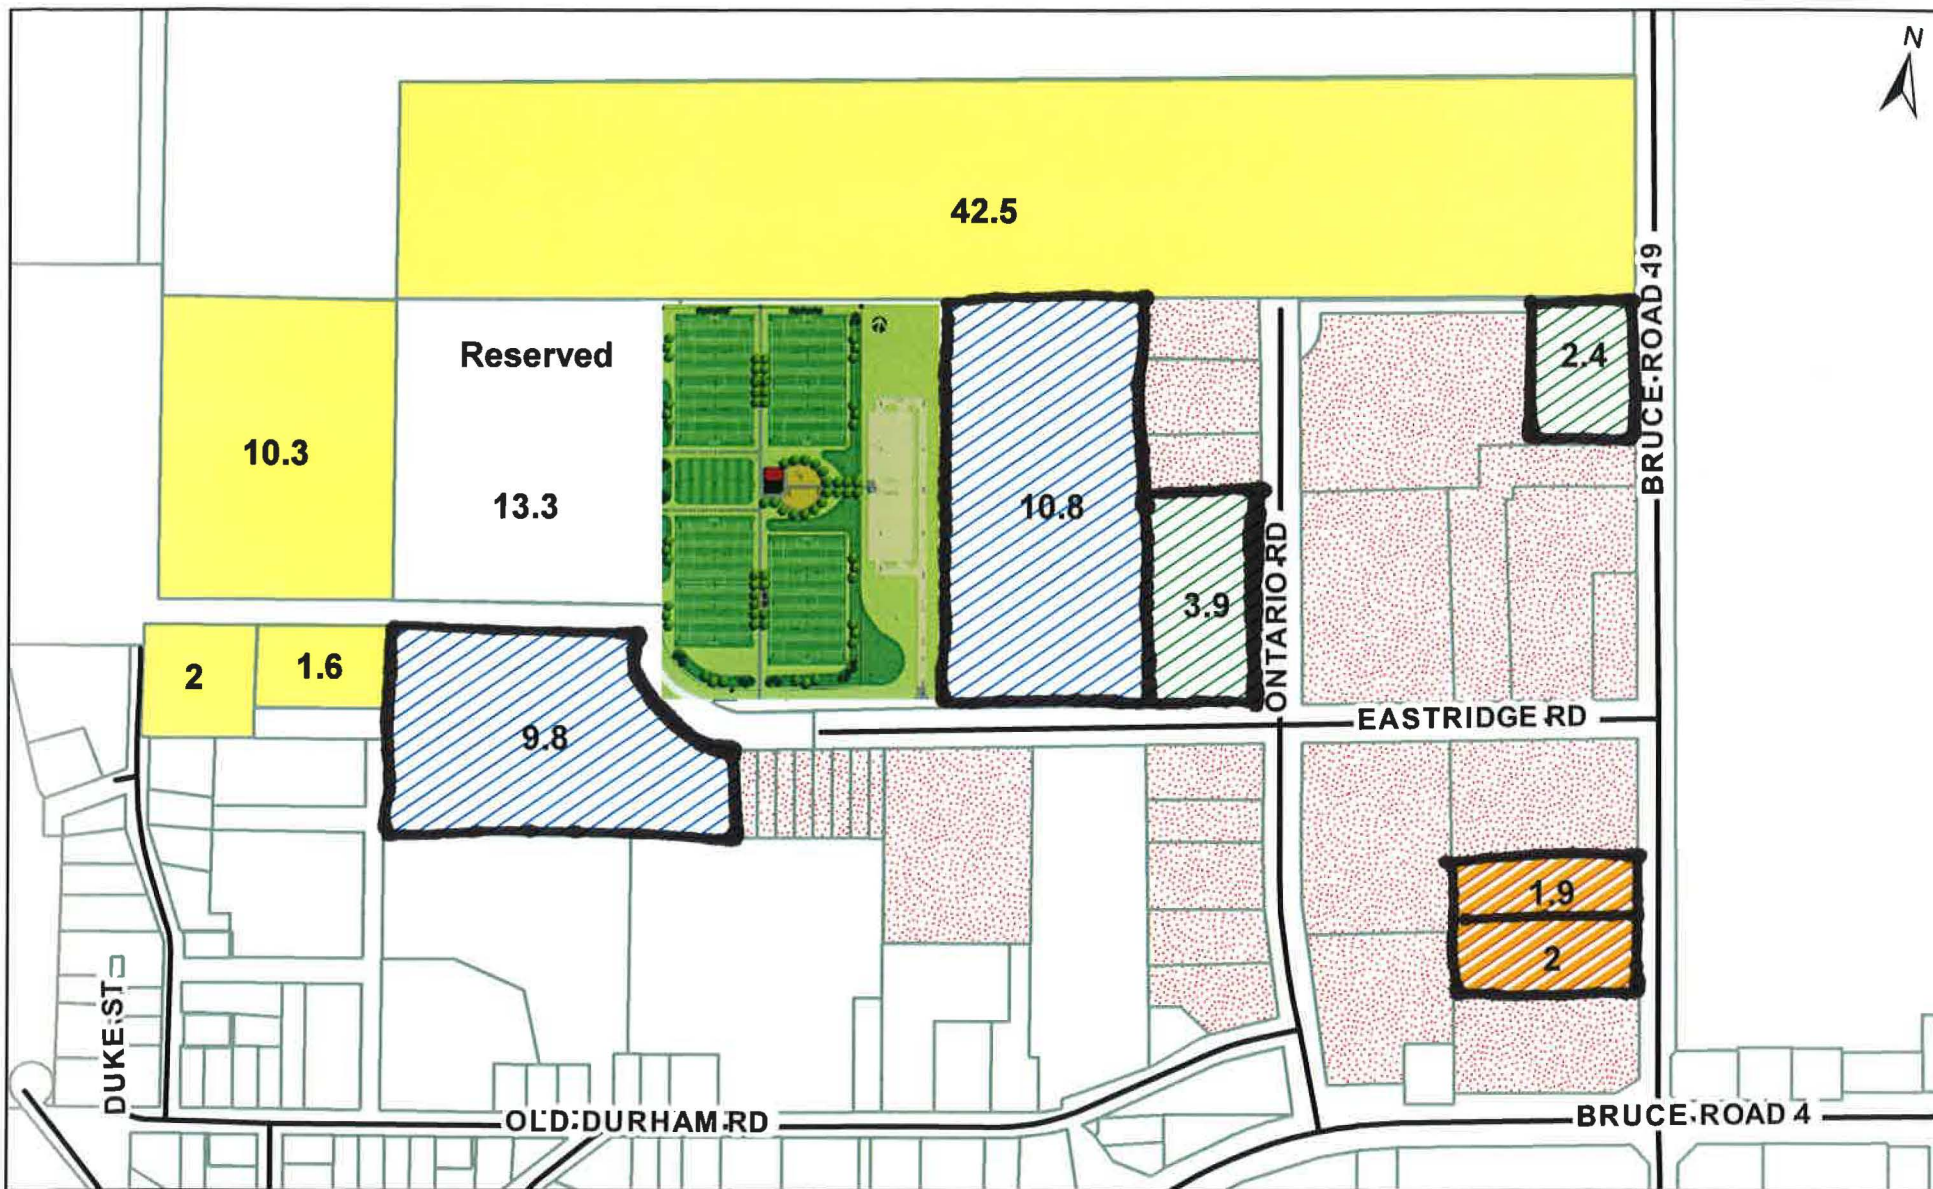 N
42.5
BRUCE ROAD 19
2.4
Reserved
10.3
13.3
10.8
3.9
ONTARIO RD
2
1.6
9.8
EASTRIDGE RD
1.9
2
DUKE ST
OLD DURHAM RD
BRUCE ROAD 4